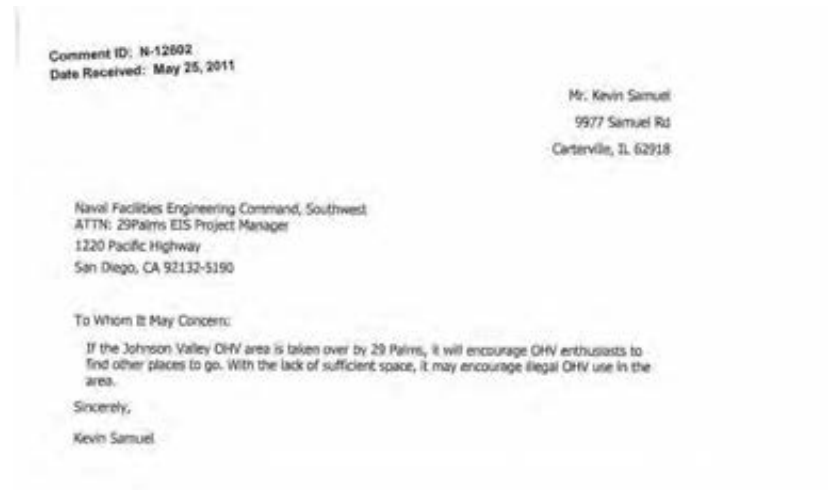 Comment ID: N-12602
Date Received: May 25, 2011
Mr. Kevin Samuel
9977 Samuel Rd
Carterville, IL 62918
Naval Facilities Engineering Command, Southwest
ATTN: 29Palms EIS Project Manager
1220 Pacific Highway
San Diego, CA 92132-5190
To Whom It May Concern:
If the Johnson Valley OHV area is taken over by 29 Palms, it will encourage OHV enthusiasts to
find other places to go. With the lack of sufficient space, it may encourage illegal OHV use in the
area.
Sincerely,
Kevin Samuel